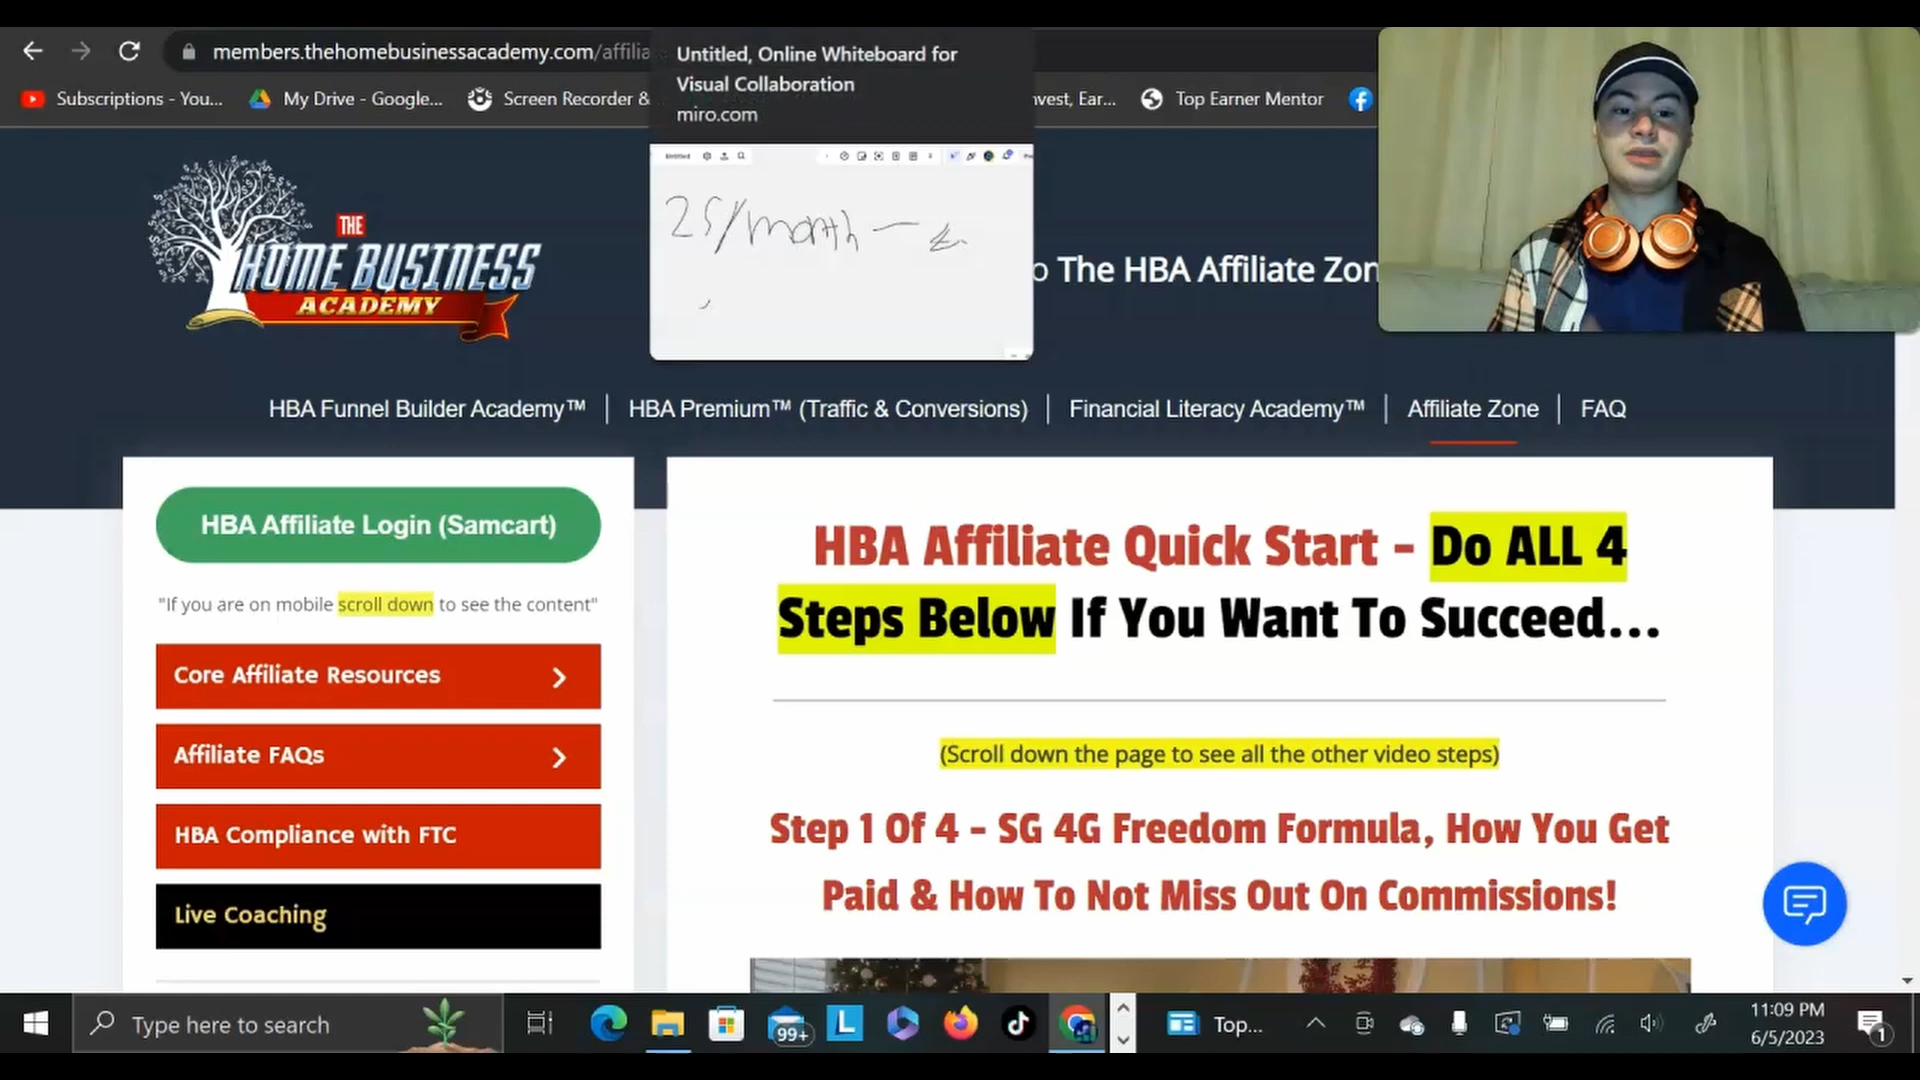 members.thehomebusinessacademy.com/affilia
Untitled, Online Whiteboard for
Visual Collaboration
miro.com
Subscriptions - You...
My Drive - Google...
Screen Recorder &
nvest, Ear...
Top Earner Mentor
Untitled
25/month -
THE
HOME BUSINESS
ACADEMY
o The HBA Affiliate Zon
HBA Funnel Builder Academy™
HBA Premium™ (Traffic & Conversions)
Financial Literacy Academy™
Affiliate Zone
FAQ
HBA Affiliate Login (Samcart)
"If you are on mobile scroll down to see the content"
Core Affiliate Resources
Affiliate FAQs
HBA Compliance with FTC
Live Coaching
HBA Affiliate Quick Start - Do ALL 4
Steps Below If You Want To Succeed...
(Scroll down the page to see all the other video steps)
Step 1 Of 4 - SG 4G Freedom Formula, How You Get
Paid & How To Not Miss Out On Commissions!
Type here to search
99+
L
Top...
11:09 PM
6/5/2023
1